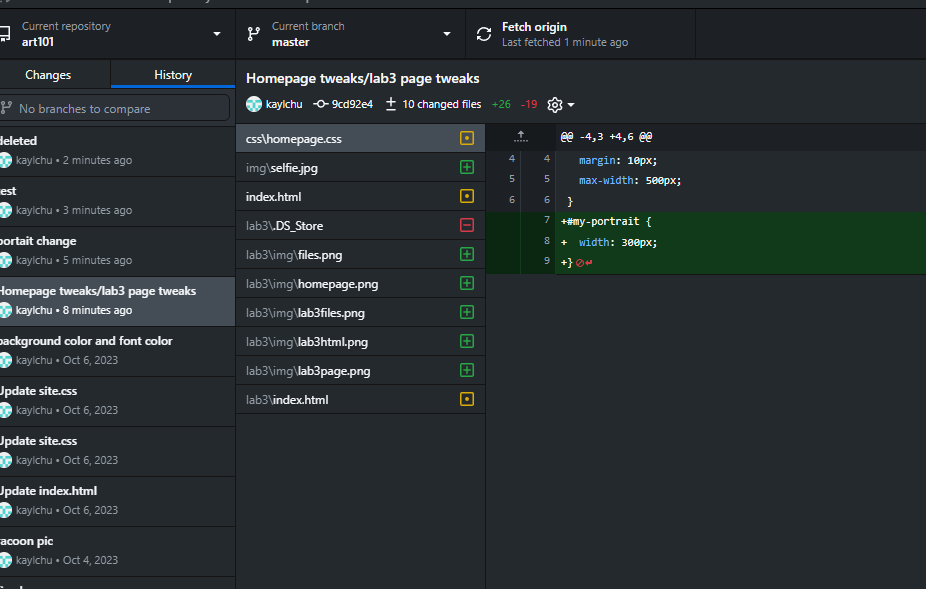 Current repository
art101
Current branch
master
Fetch origin
Last fetched 1 minute ago
Changes
History
No branches to compare
deleted
kaylchu • 2 minutes ago
test
kaylchu • 3 minutes ago
portait change
kaylchu • 5 minutes ago
Homepage tweaks/lab3 page tweaks
kaylchu • 8 minutes ago
background color and font color
kaylchu • Oct 6, 2023
Update site.css
kaylchu • Oct 6, 2023
Update site.css
kaylchu • Oct 6, 2023
Update index.html
kaylchu • Oct 6, 2023
racoon pic
kaylchu • Oct 4, 2023
Homepage tweaks/lab3 page tweaks
kaylchu 9cd92e4 10 changed files +26 -19
css\homepage.css
img\selfie.jpg
index.html
lab3\.DS_Store
lab3\img\files.png
lab3\img\homepage.png
lab3\img\lab3files.png
lab3\img\lab3html.png
lab3\img\lab3page.png
lab3\index.html
@@ -4,3 +4,6 @@
4 4 margin: 10px;
5 5 max-width: 500px;
6 6 }
7 +#my-portrait {
8 + width: 300px;
9 +}